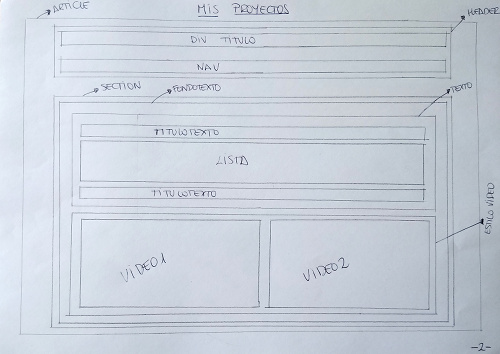 MIS PROYECTOS
ARTICLE
HEADER
DIV TITULO
NAV
SECTION
FONDOTEXTO
TEXTO
TITULOTEXTO
LISTA
TITULOTEXTO
ESTILO VIDEO
VIDEO1
VIDEO2
-2-